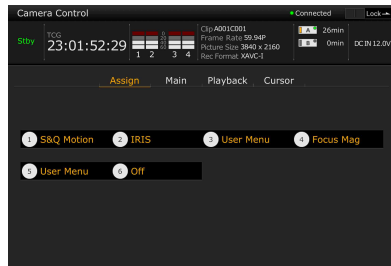 Camera Control
Connected
Lock
Stby
TCG
23:01:52:29
1 2 3 4
Clip A001C001
Frame Rate 59.94P
Picture Size 3840 x 2160
Rec Format XAVC-I
A 26min
B 0min
DC IN 12.0V
Assign Main Playback Cursor
1 S&Q Motion 2 IRIS 3 User Menu 4 Focus Mag
5 User Menu 6 Off